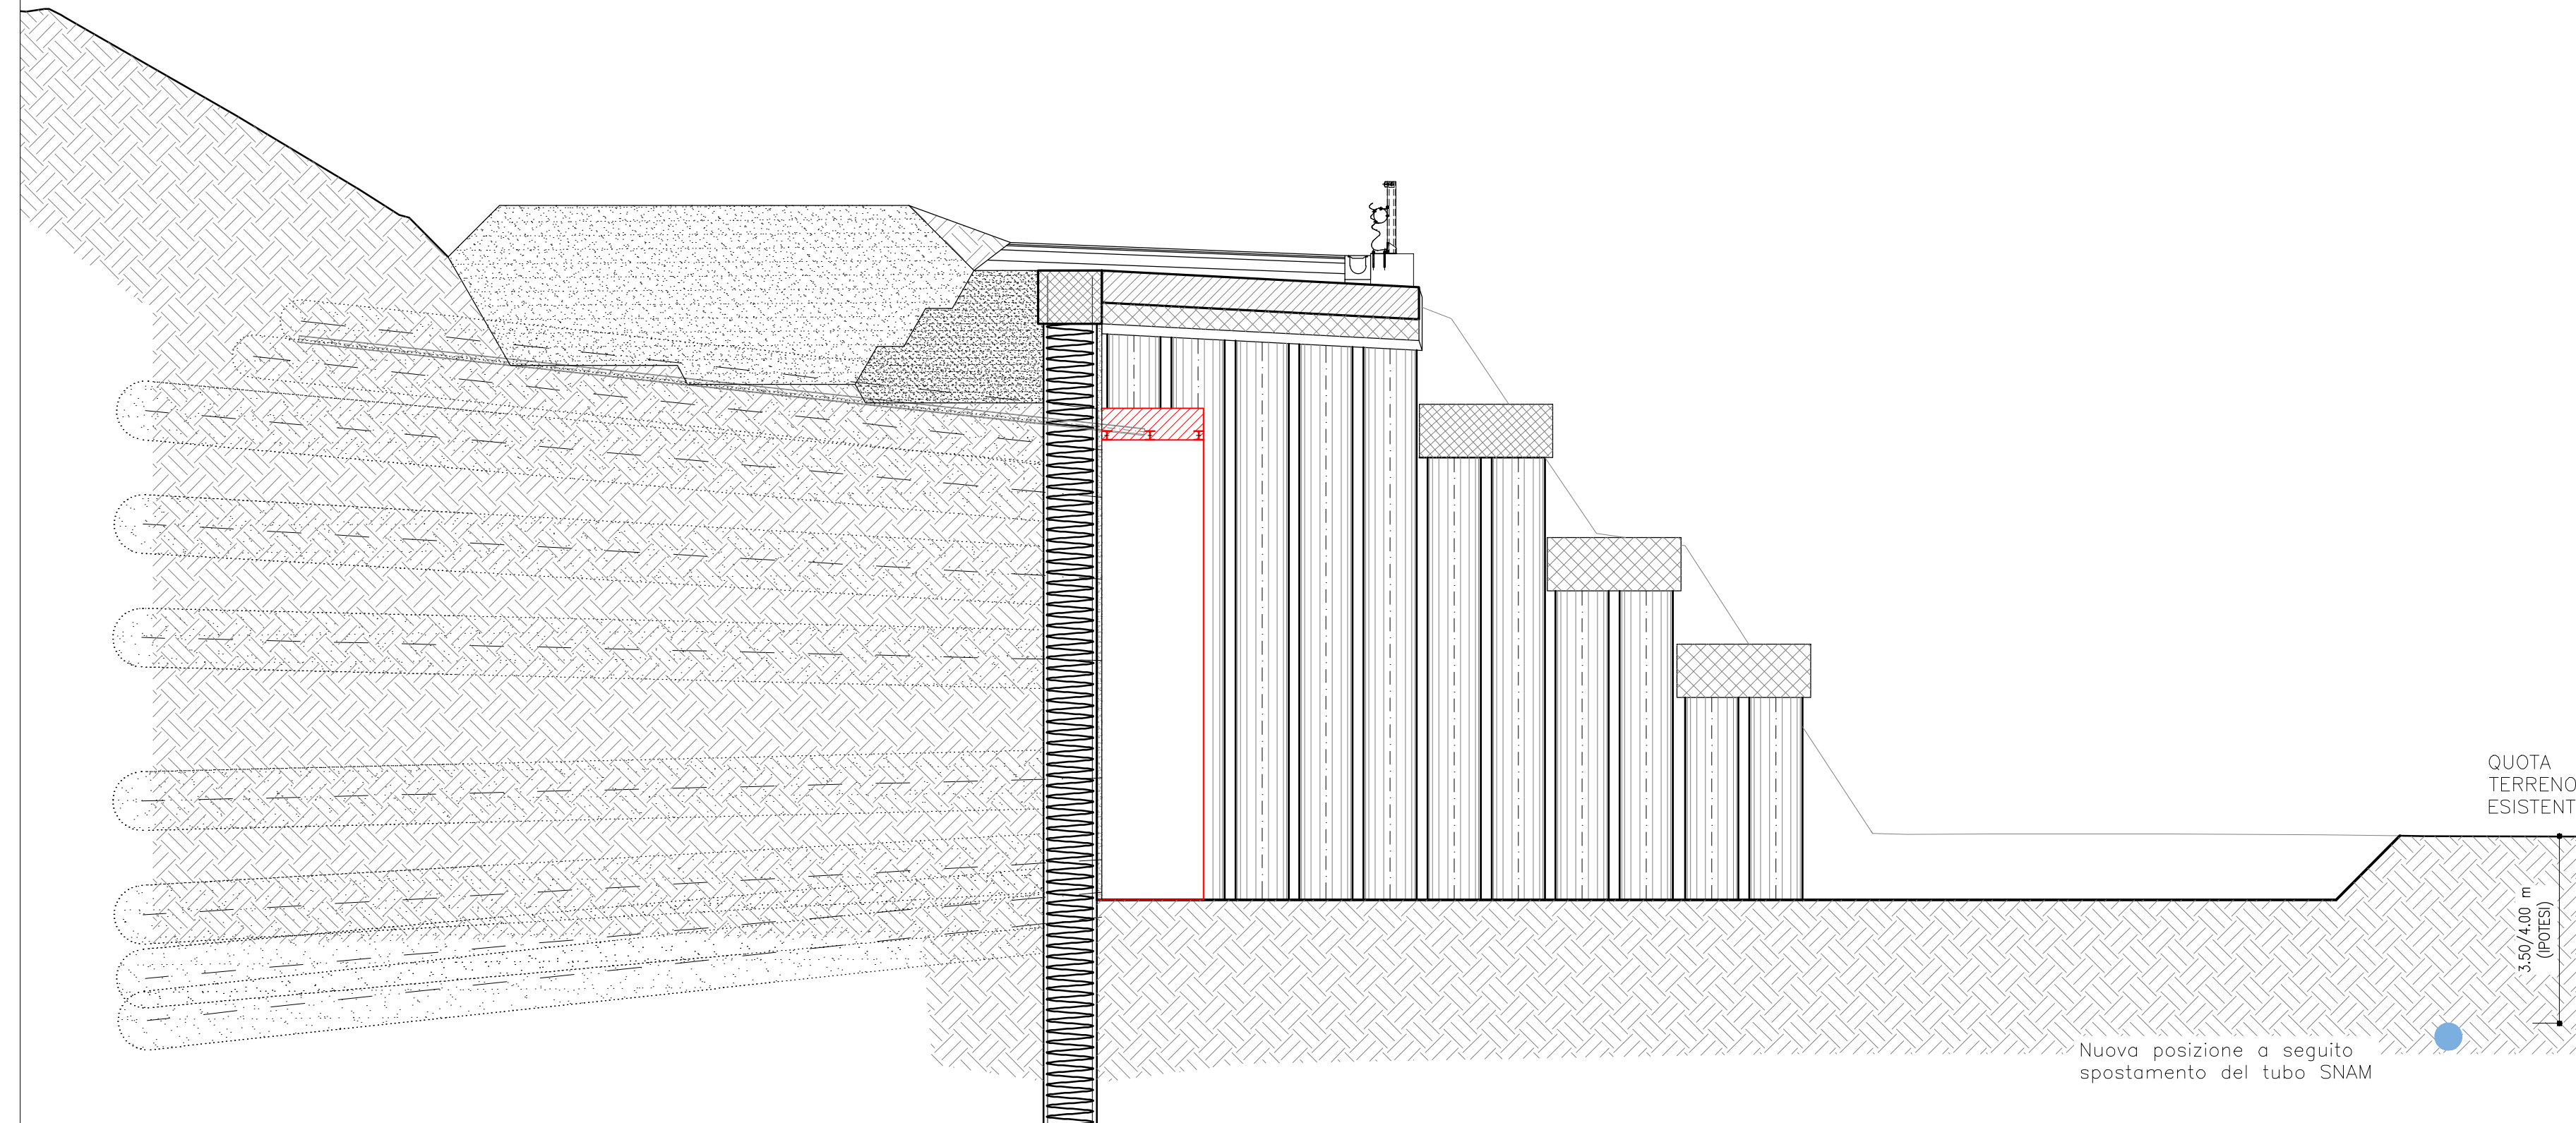 QUOTA
TERRENO
ESISTENT
3.50/4.00 m
(IPOTESI)
Nuova posizione a seguito
spostamento del tubo SNAM